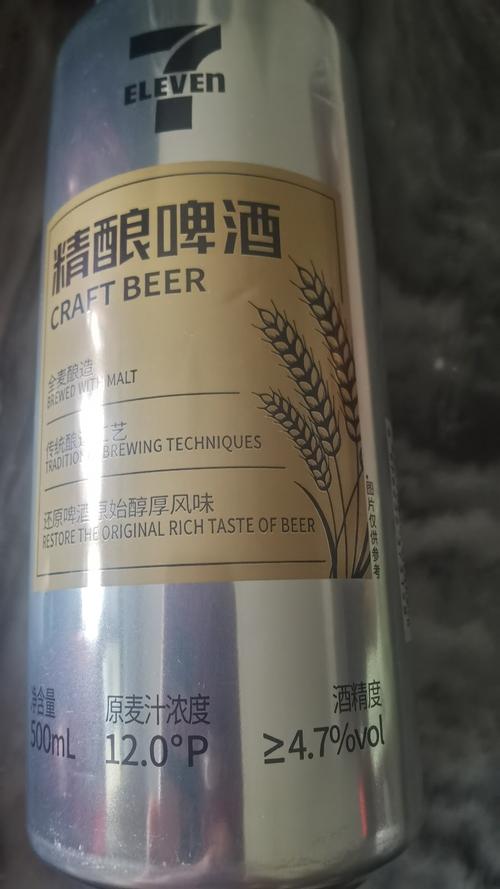 7
ELEVEn
精酿啤酒
CRAFT BEER
全麦酿造
BREWED WITH MALT
传统酿造工艺
TRADITIONAL BREWING TECHNIQUES
还原啤酒原始醇厚风味
RESTORE THE ORIGINAL RICH TASTE OF BEER
·图片仅供参考
净含量
500mL
原麦汁浓度
12.0°P
酒精度
≥4.7%vol